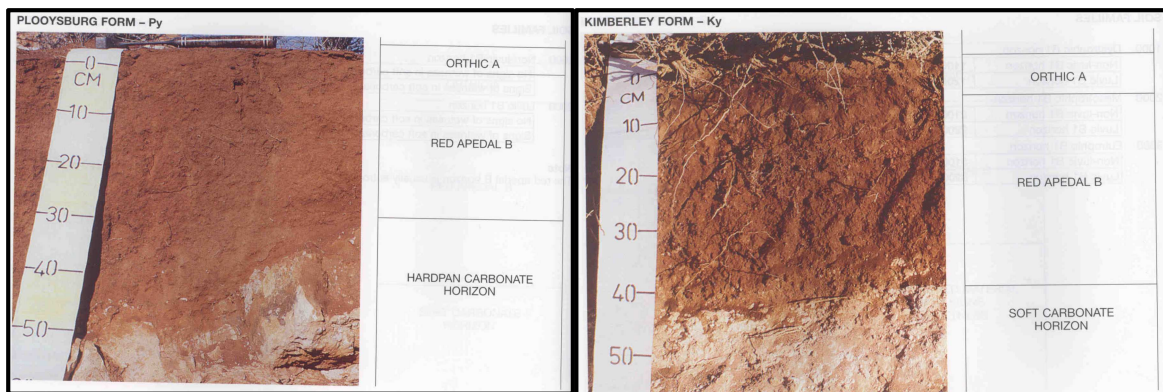 PLOOYSBURG FORM – Py
0
CM
10
20
30
40
50
ORTHIC A
RED APEDAL B
HARDPAN CARBONATE
HORIZON
KIMBERLEY FORM – Ky
0
CM
10
20
30
40
50
ORTHIC A
RED APEDAL B
SOFT CARBONATE
HORIZON